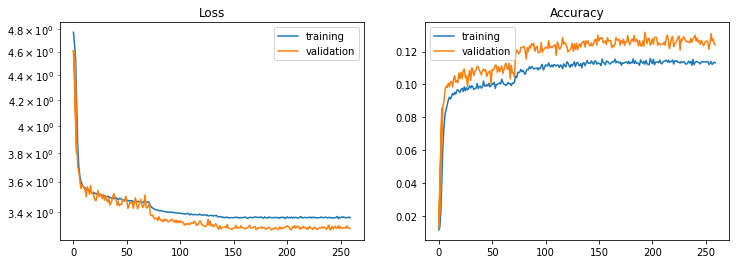 Loss
4.8 × 10⁰
4.6 × 10⁰
4.4 × 10⁰
4.2 × 10⁰
4 × 10⁰
3.8 × 10⁰
3.6 × 10⁰
3.4 × 10⁰
training
validation
0 50 100 150 200 250
Accuracy
0.12
0.10
0.08
0.06
0.04
0.02
training
validation
0 50 100 150 200 250